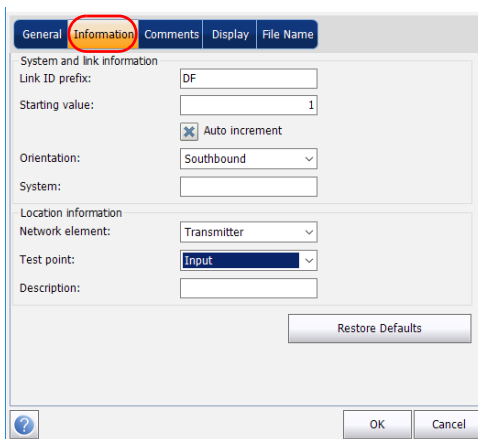 General Information Comments Display File Name
System and link information
Link ID prefix: DF
Starting value: 1
Auto increment
Orientation: Southbound
System:
Location information
Network element: Transmitter
Test point: Input
Description:
Restore Defaults
? OK Cancel